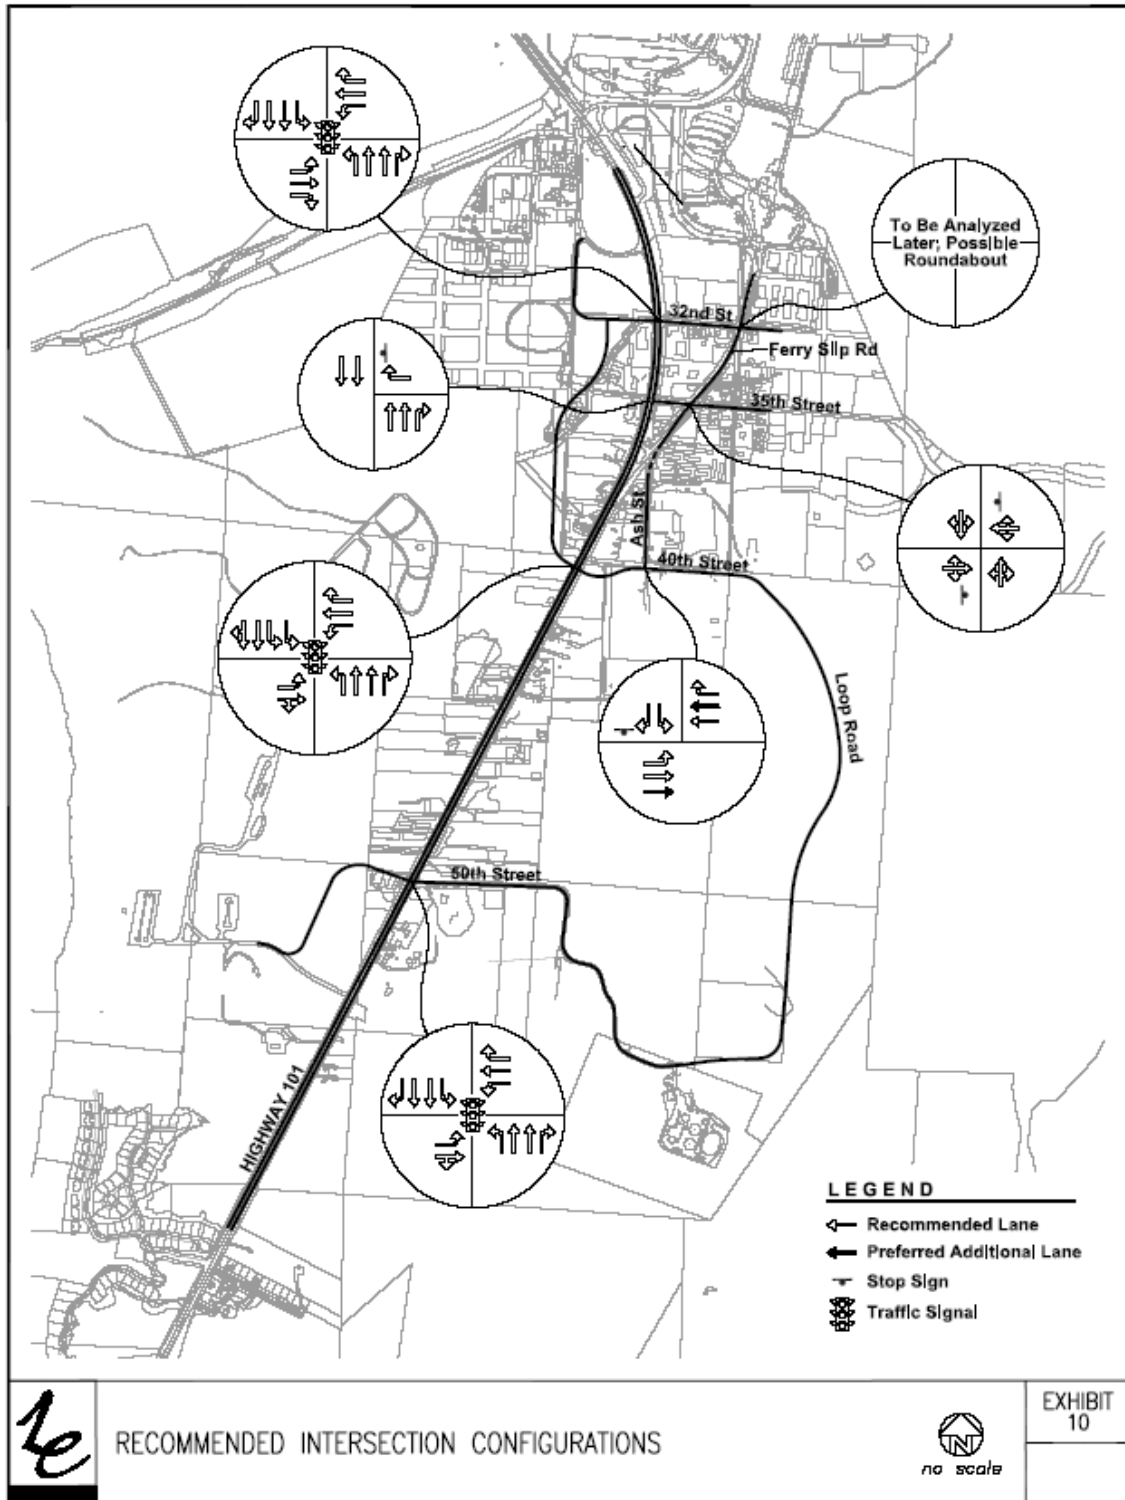 To Be Analyzed
Later; Possible
Roundabout
32nd St
Ferry Slip Rd
35th Street
Ash St
40th Street
Loop Road
50th Street
HIGHWAY 101
LEGEND
Recommended Lane
Preferred Additional Lane
Stop Sign
Traffic Signal
RECOMMENDED INTERSECTION CONFIGURATIONS
N
no scale
EXHIBIT
10